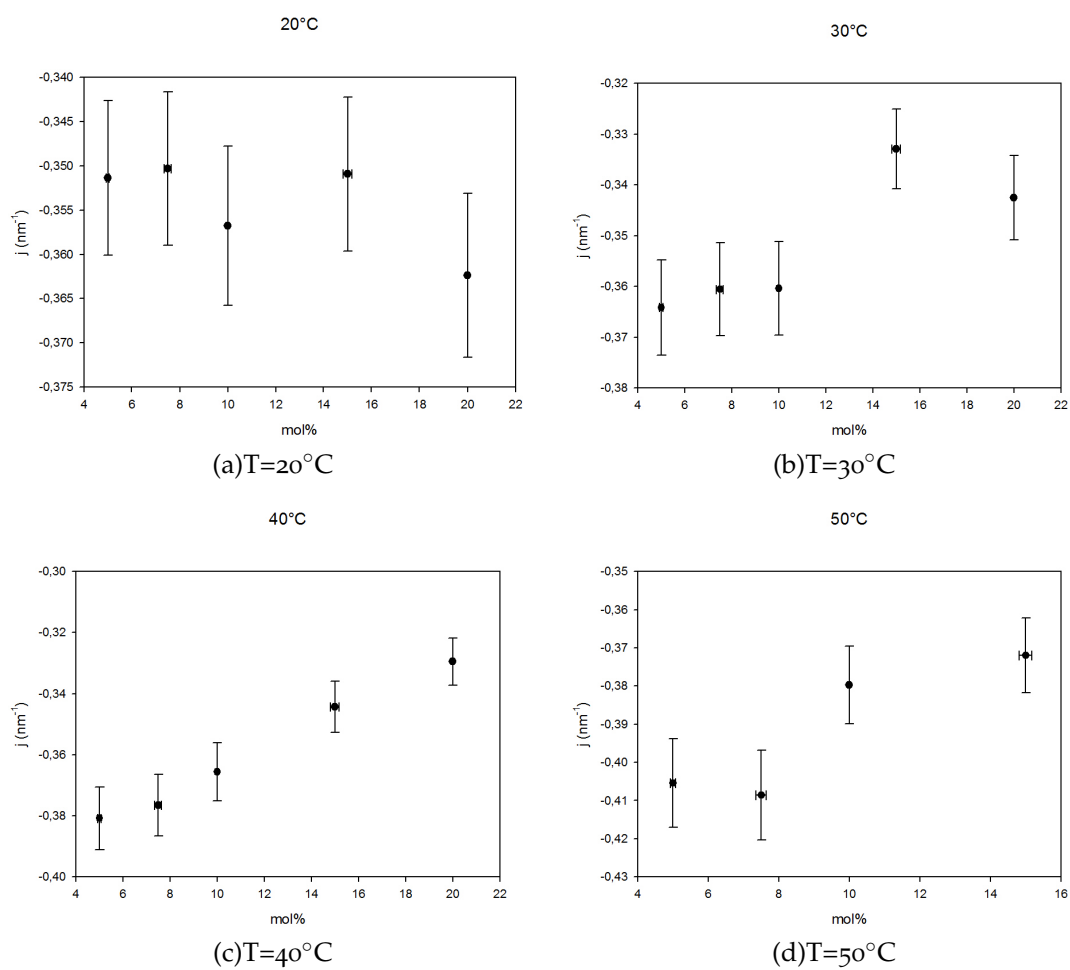 20°C
-0,340
-0,345
-0,350
-0,355
-0,360
-0,365
-0,370
-0,375
j (nm⁻¹)
4 6 8 10 12 14 16 18 20 22
mol%
(a)T=20°C
30°C
-0,32
-0,33
-0,34
-0,35
-0,36
-0,37
-0,38
j (nm⁻¹)
4 6 8 10 12 14 16 18 20 22
mol%
(b)T=30°C
40°C
-0,30
-0,32
-0,34
-0,36
-0,38
-0,40
j (nm⁻¹)
4 6 8 10 12 14 16 18 20 22
mol%
(c)T=40°C
50°C
-0,35
-0,36
-0,37
-0,38
-0,39
-0,40
-0,41
-0,42
-0,43
j (nm⁻¹)
4 6 8 10 12 14 16
mol%
(d)T=50°C